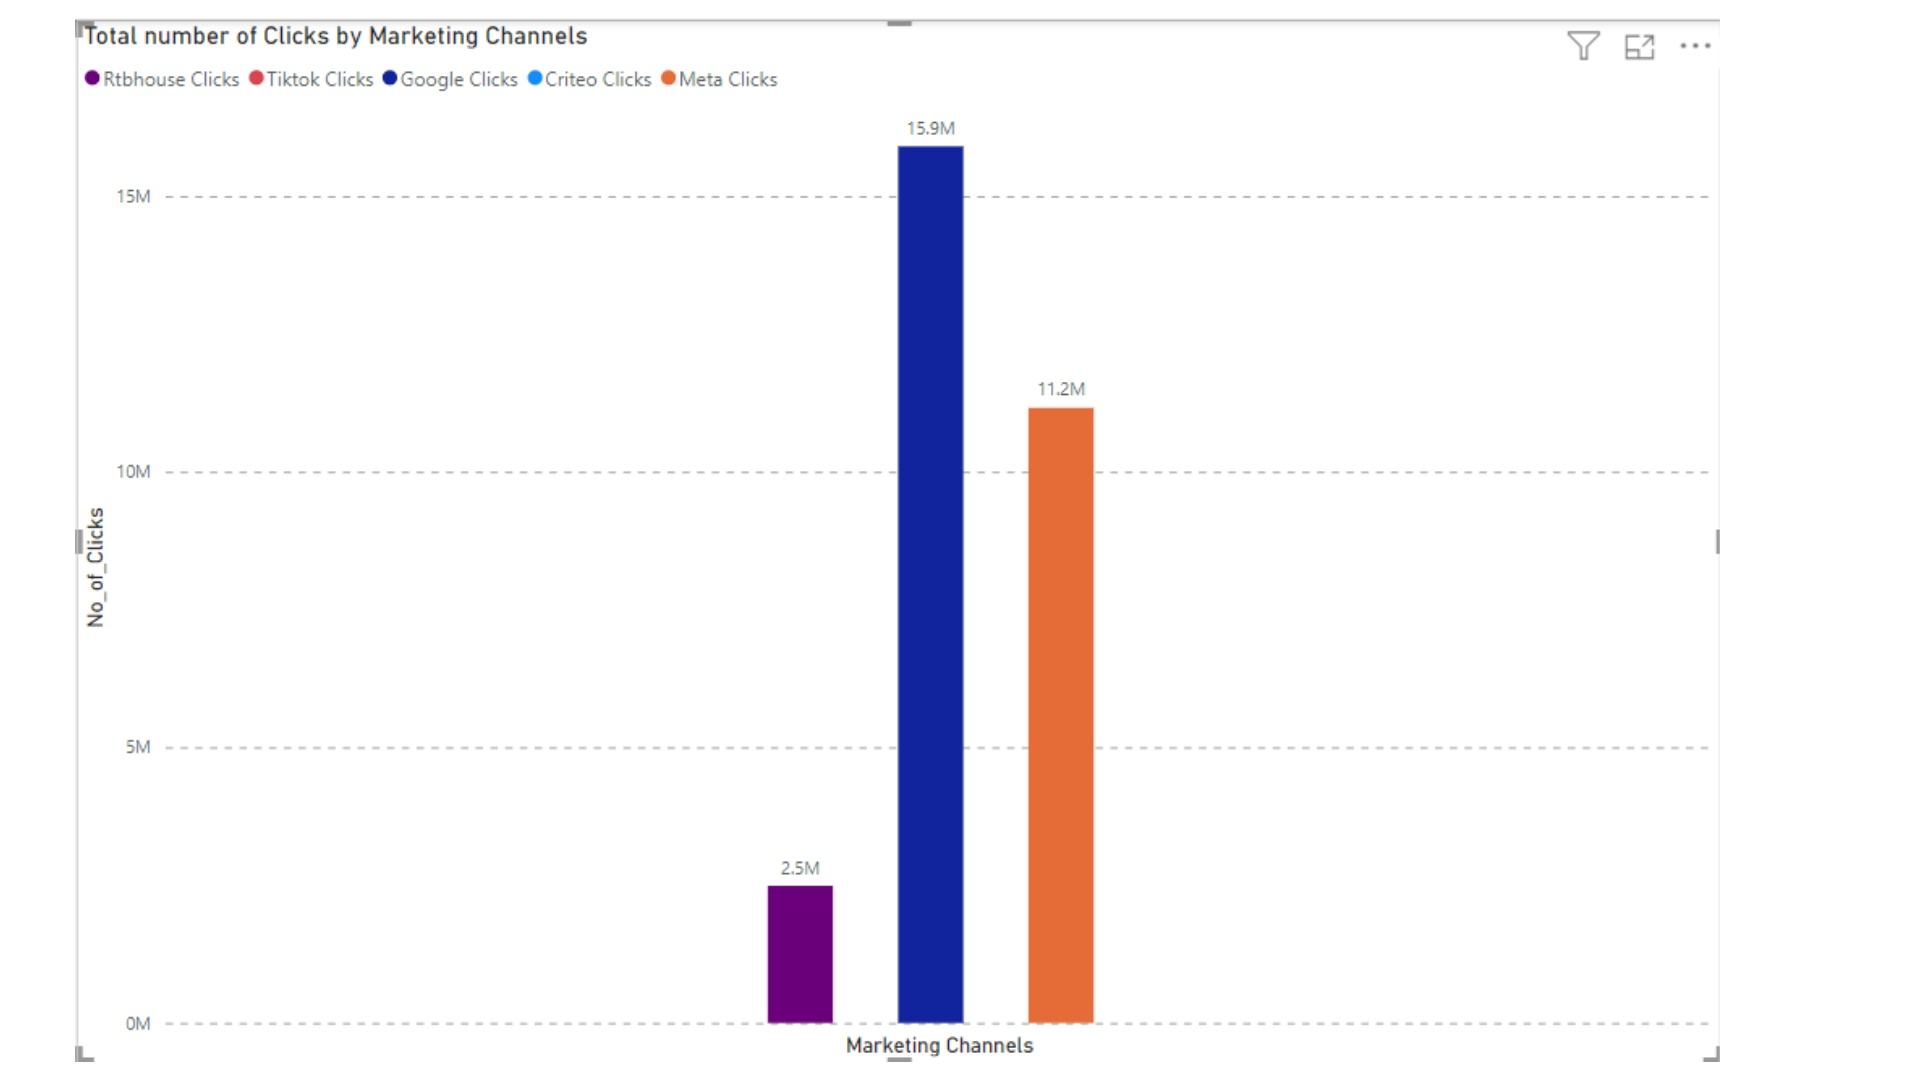 Total number of Clicks by Marketing Channels
Rtbhouse Clicks Tiktok Clicks Google Clicks Criteo Clicks Meta Clicks
15.9M
15M
11.2M
10M
No_of_Clicks
5M
2.5M
0M
Marketing Channels